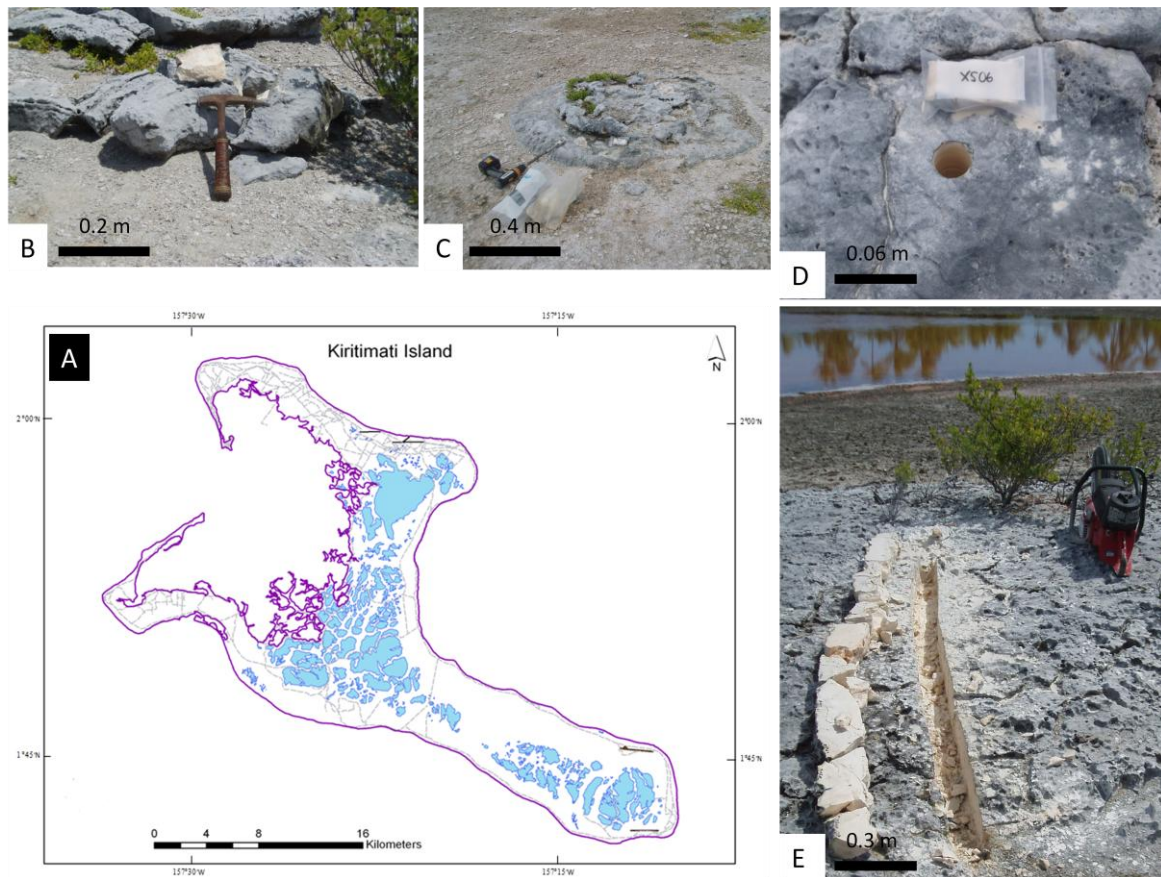 B
0.2 m
C
0.4 m
XS06
D
0.06 m
A
157°30'W
157°15'W
Kiritimati Island
N
2°00'N
2°00'N
1°45'N
1°45'N
0 4 8 16
Kilometers
157°30'W
157°15'W
E
0.3 m